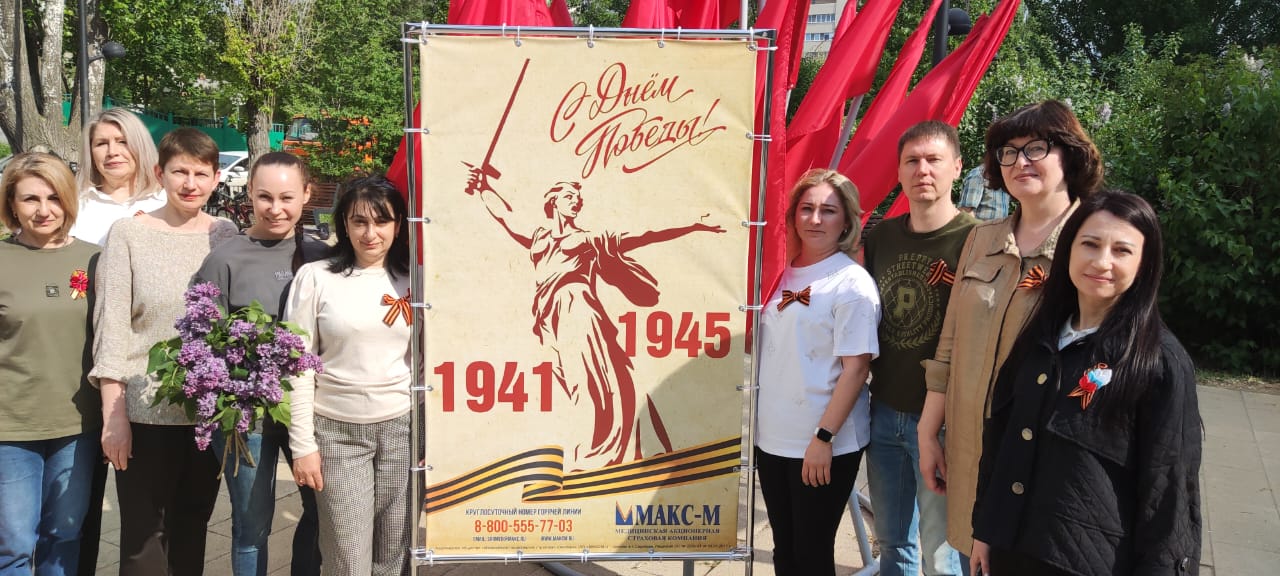 С Днём
Победы!
1941
1945
КРУГЛОСУТОЧНЫЙ НОМЕР ГОРЯЧЕЙ ЛИНИИ
8-800-555-77-03
МАКС-М
МЕДИЦИНСКАЯ АКЦИОНЕРНАЯ
СТРАХОВАЯ КОМПАНИЯ